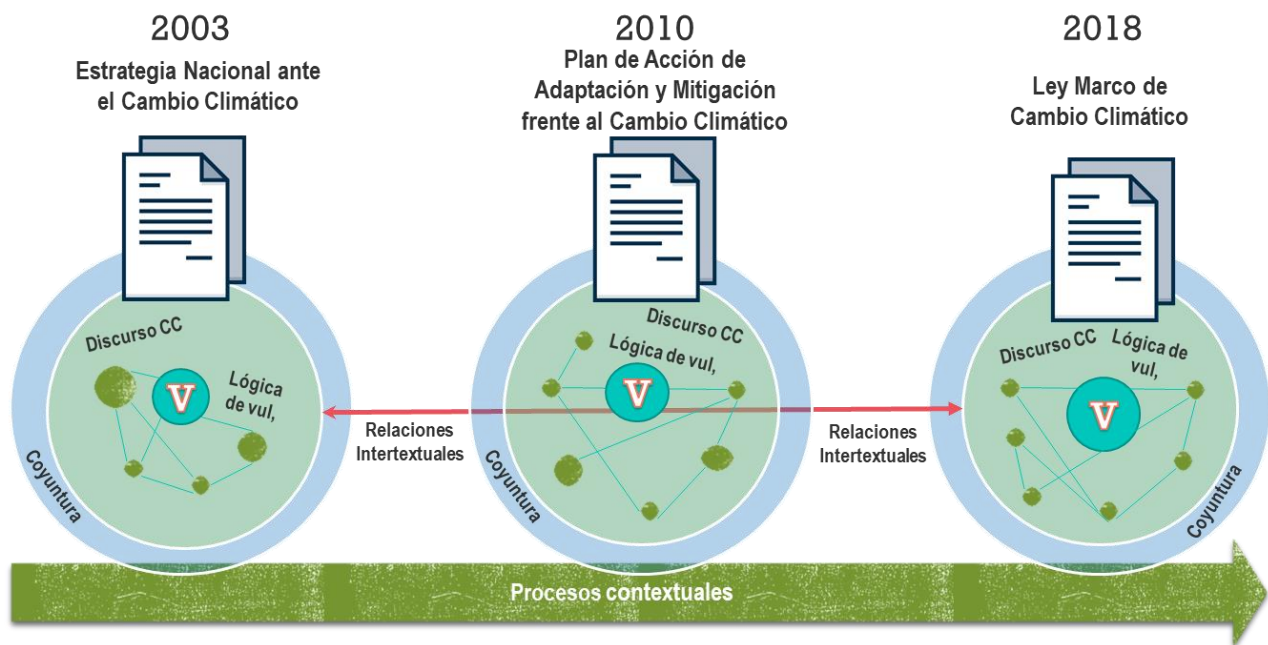 2003
Estrategia Nacional ante
el Cambio Climático
2010
Plan de Acción de
Adaptación y Mitigación
frente al Cambio Climático
2018
Ley Marco de
Cambio Climático
Discurso CC
V
Lógica
de vul,
Coyuntura
Relaciones
Intertextuales
Discurso CC
Lógica de vul,
V
Coyuntura
Relaciones
Intertextuales
Discurso CC
Lógica de
vul,
V
Coyuntura
Procesos contextuales